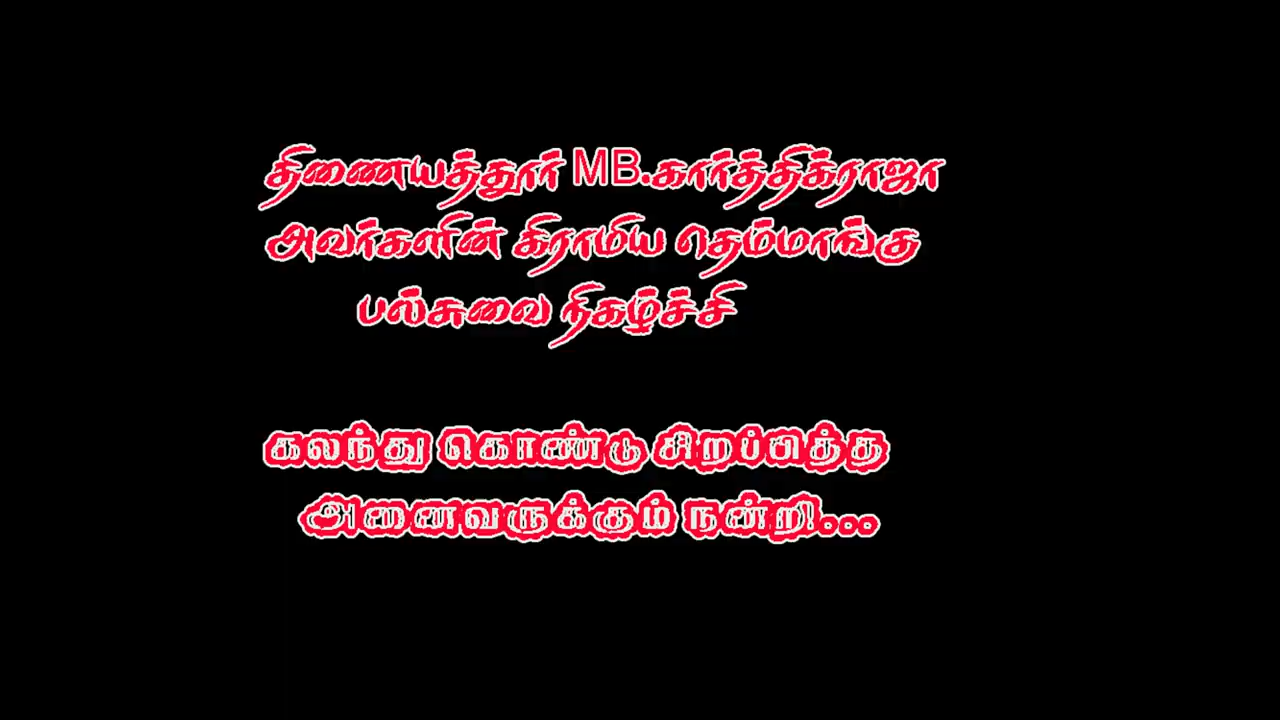 திணையத்தூர் MB.கார்த்திக்ராஜா
அவர்களின் கிராமிய தெம்மாங்கு
பல்சுவை நிகழ்ச்சி
கலந்து கொண்டு சிறப்பித்த
அனைவருக்கும் நன்றி...